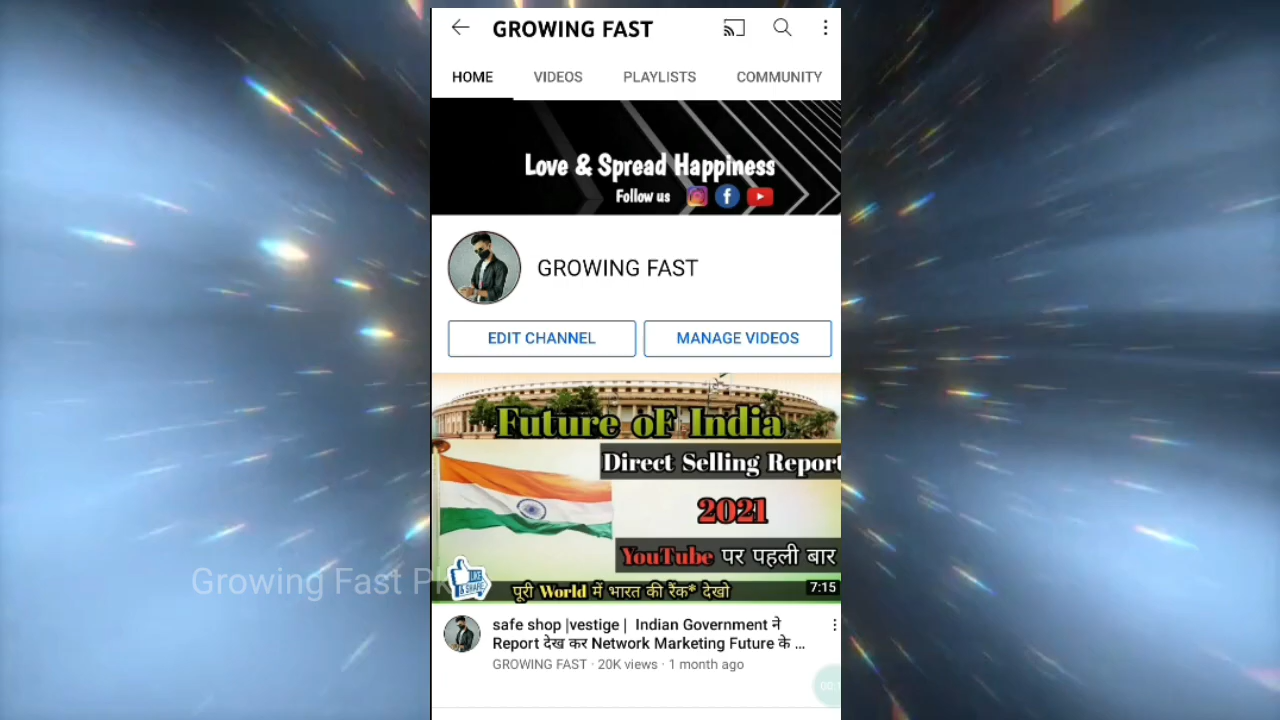 GROWING FAST
HOME VIDEOS PLAYLISTS COMMUNITY
Love & Spread Happiness
Follow us
GROWING FAST
EDIT CHANNEL MANAGE VIDEOS
Future oF India
Direct Selling Report
2021
YouTube पर पहली बार
LIKE
& SHARE
पूरी World में भारत की रैंक* देखो
7:15
Growing Fast P
safe shop |vestige | Indian Government ने
Report देख कर Network Marketing Future के ...
GROWING FAST · 20K views · 1 month ago